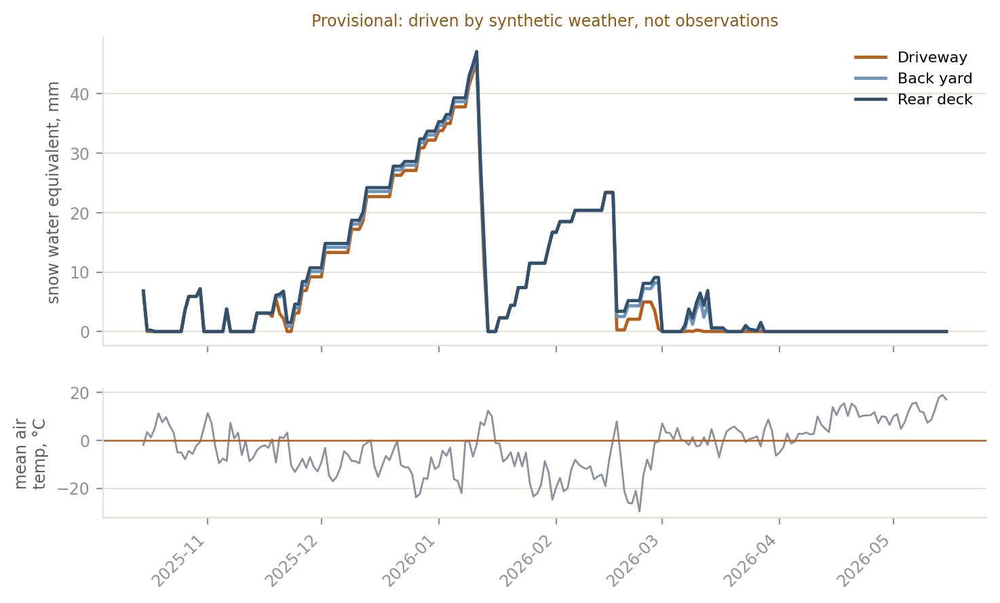 Provisional: driven by synthetic weather, not observations
snow water equivalent, mm
40
30
20
10
0
Driveway
Back yard
Rear deck
mean air
temp, °C
20
0
−20
2025-11
2025-12
2026-01
2026-02
2026-03
2026-04
2026-05